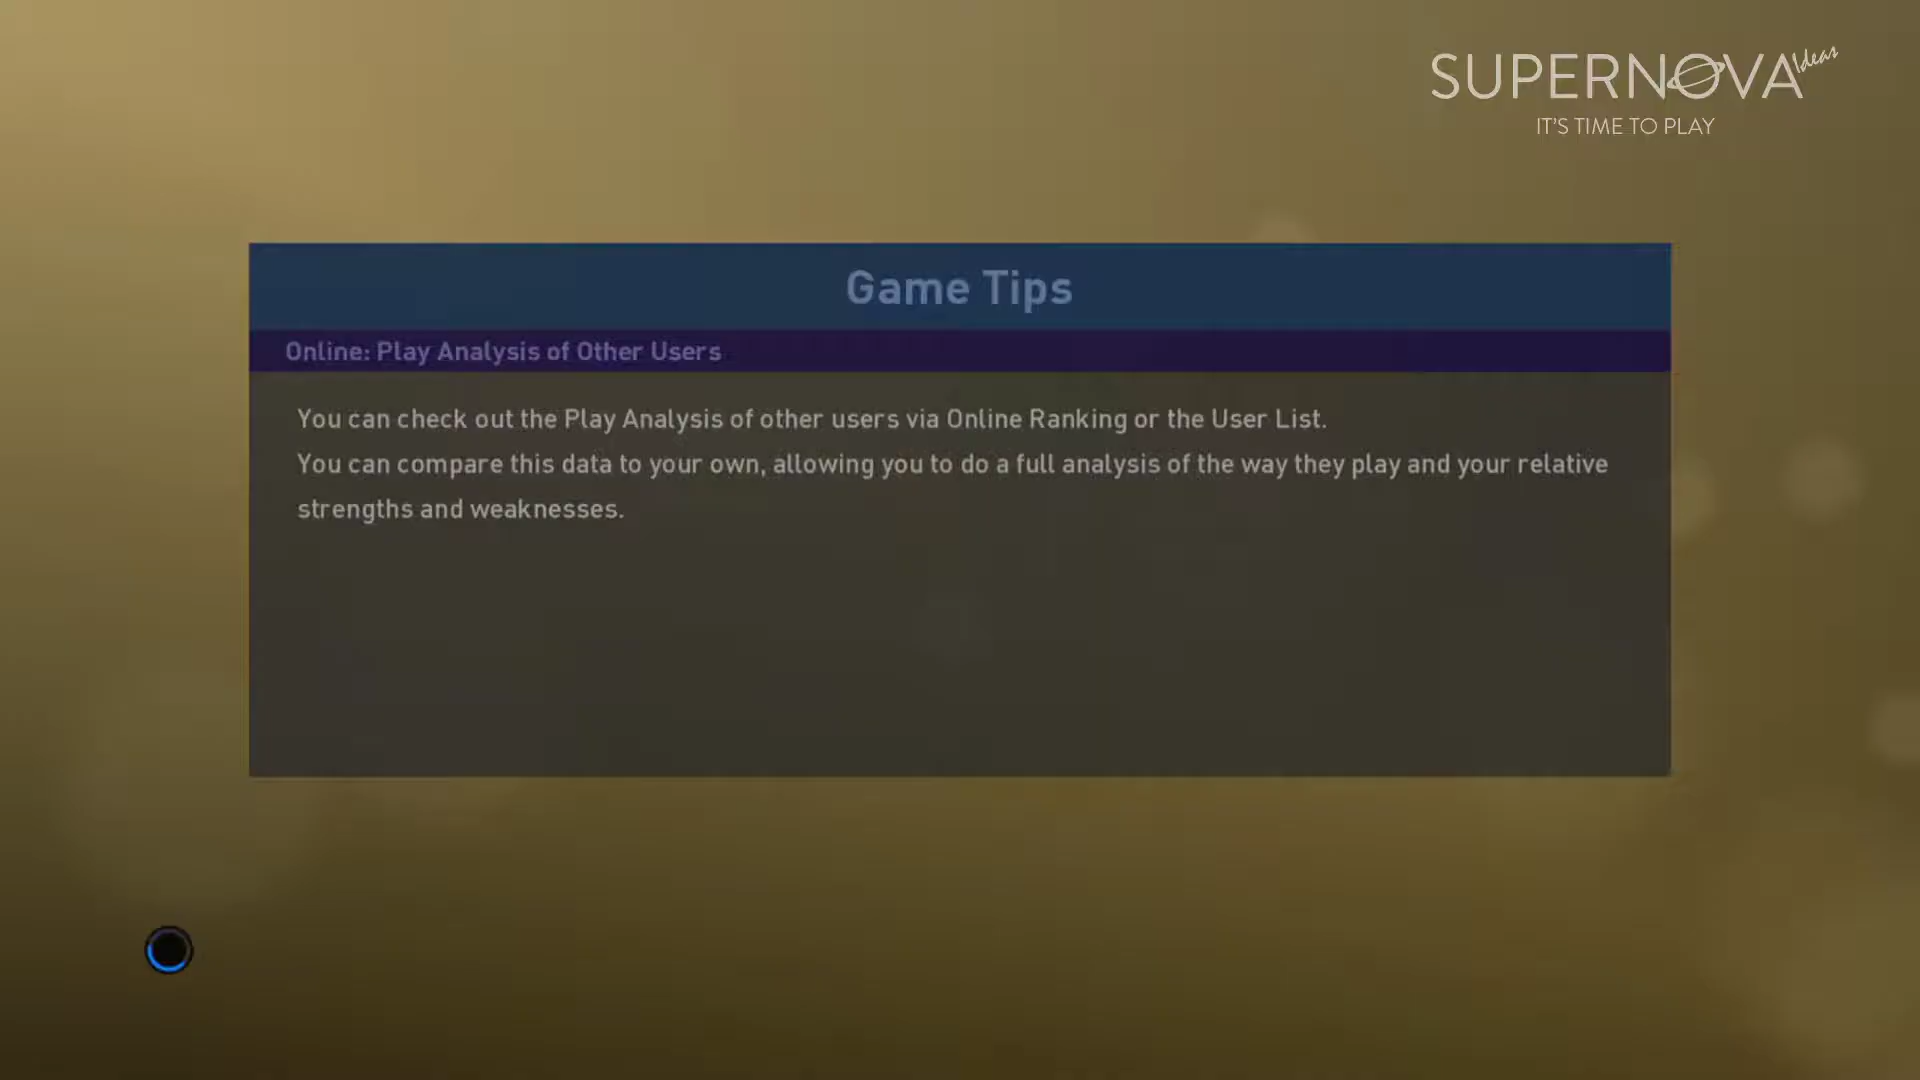 SUPERNOVA Ideas
IT'S TIME TO PLAY
Game Tips
Online: Play Analysis of Other Users
You can check out the Play Analysis of other users via Online Ranking or the User List.
You can compare this data to your own, allowing you to do a full analysis of the way they play and your relative
strengths and weaknesses.